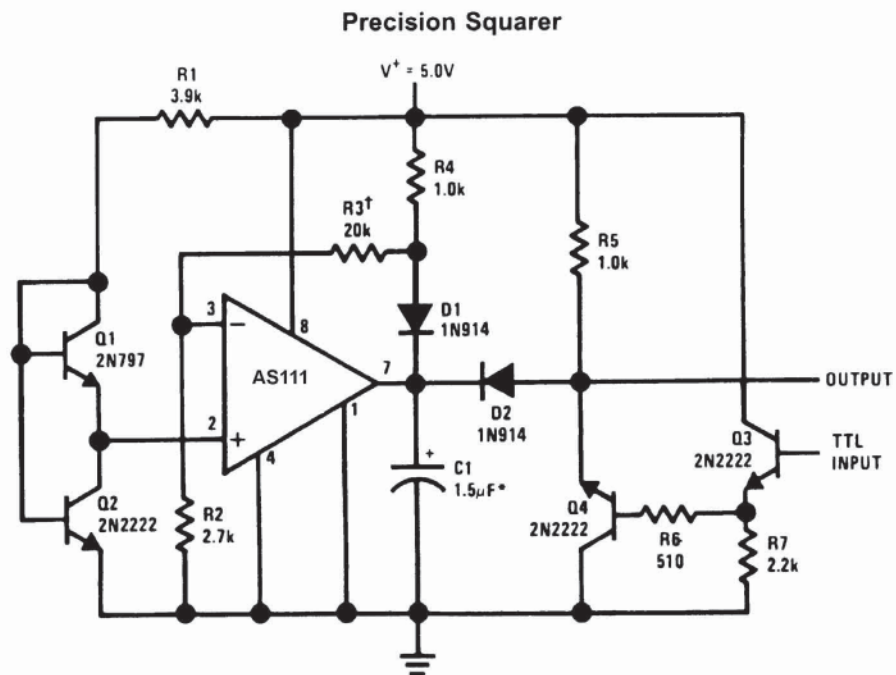 Precision Squarer
V+ = 5.0V
R1
3.9k
R4
1.0k
R3†
20k
R5
1.0k
3
8
D1
1N914
Q1
2N797
AS111
7
OUTPUT
2
1
D2
1N914
TTL
INPUT
Q3
2N2222
4
+
C1
1.5µF*
Q2
2N2222
R2
2.7k
Q4
2N2222
R6
510
R7
2.2k